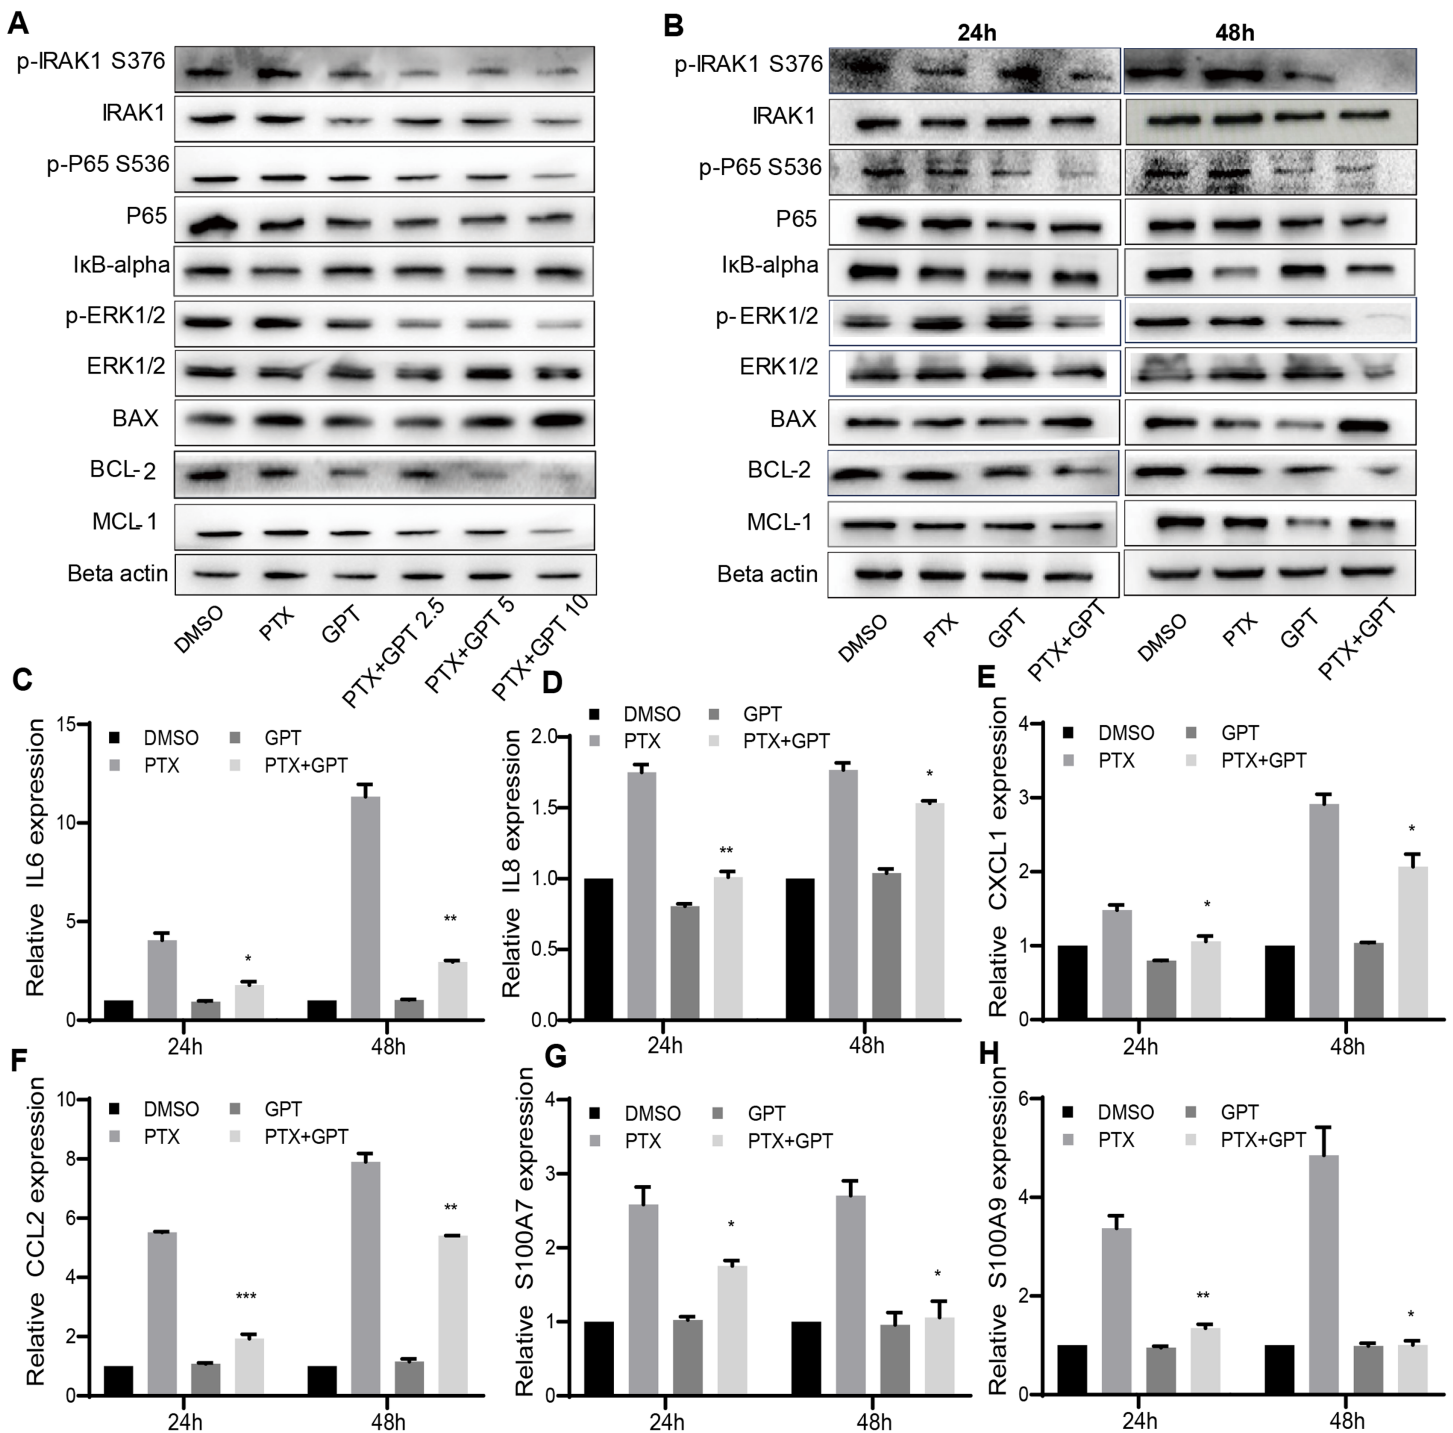 A
p-IRAK1 S376
IRAK1
p-P65 S536
P65
IκB-alpha
p-ERK1/2
ERK1/2
BAX
BCL-2
MCL-1
Beta actin
DMSO PTX GPT PTX+GPT 2.5 PTX+GPT 5 PTX+GPT 10
B
24h 48h
p-IRAK1 S376
IRAK1
p-P65 S536
P65
IκB-alpha
p-ERK1/2
ERK1/2
BAX
BCL-2
MCL-1
Beta actin
DMSO PTX GPT PTX+GPT DMSO PTX GPT PTX+GPT
C
Relative IL6 expression
15
10
5
0
DMSO GPT
PTX PTX+GPT
*
**
24h 48h
D
Relative IL8 expression
2.0
1.5
1.0
0.5
0.0
DMSO GPT
PTX PTX+GPT
**
*
24h 48h
E
Relative CXCL1 expression
4
3
2
1
0
DMSO GPT
PTX PTX+GPT
*
*
24h 48h
F
Relative CCL2 expression
10
8
6
4
2
0
DMSO GPT
PTX PTX+GPT
***
**
24h 48h
G
Relative S100A7 expression
4
3
2
1
0
DMSO GPT
PTX PTX+GPT
*
*
24h 48h
H
Relative S100A9 expression
6
4
2
0
DMSO GPT
PTX PTX+GPT
**
*
24h 48h